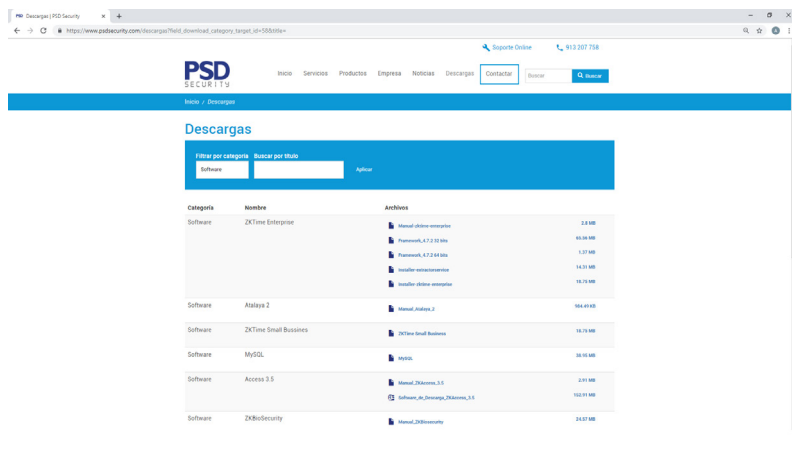 PSD Descargas | PSD Security
https://www.psdsecurity.com/descargas?field_download_category_target_id=58&title=
Soporte Online 913 207 758
PSD SECURITY
Inicio Servicios Productos Empresa Noticias Descargas Contactar Buscar Buscar
Inicio / Descargas
Descargas
Filtrar por categoría Buscar por título
Software Aplicar
Categoría Nombre Archivos
Software ZKTime Enterprise
Manual-zktime-enterprise 2.8 MB
Framework_4.7.2 32 bits
Framework_4.7.2 64 bits 1.37 MB
Installer-estacionservice 14.31 MB
Installer-zktime-enterprise 18.75 MB
Software Atalaya 2
Manual_Atalaya_2 984.49 KB
Software ZKTime Small Bussines
ZKTime Small Business 18.75 MB
Software MySQL
MySQL 38.95 MB
Software Access 3.5
Manual_ZKAccess_3.5 2.91 MB
Software_de_Descarga_ZKAccess_3.5 102.91 MB
Software ZKBioSecurity
Manual_ZKBiosecurity 24.57 MB